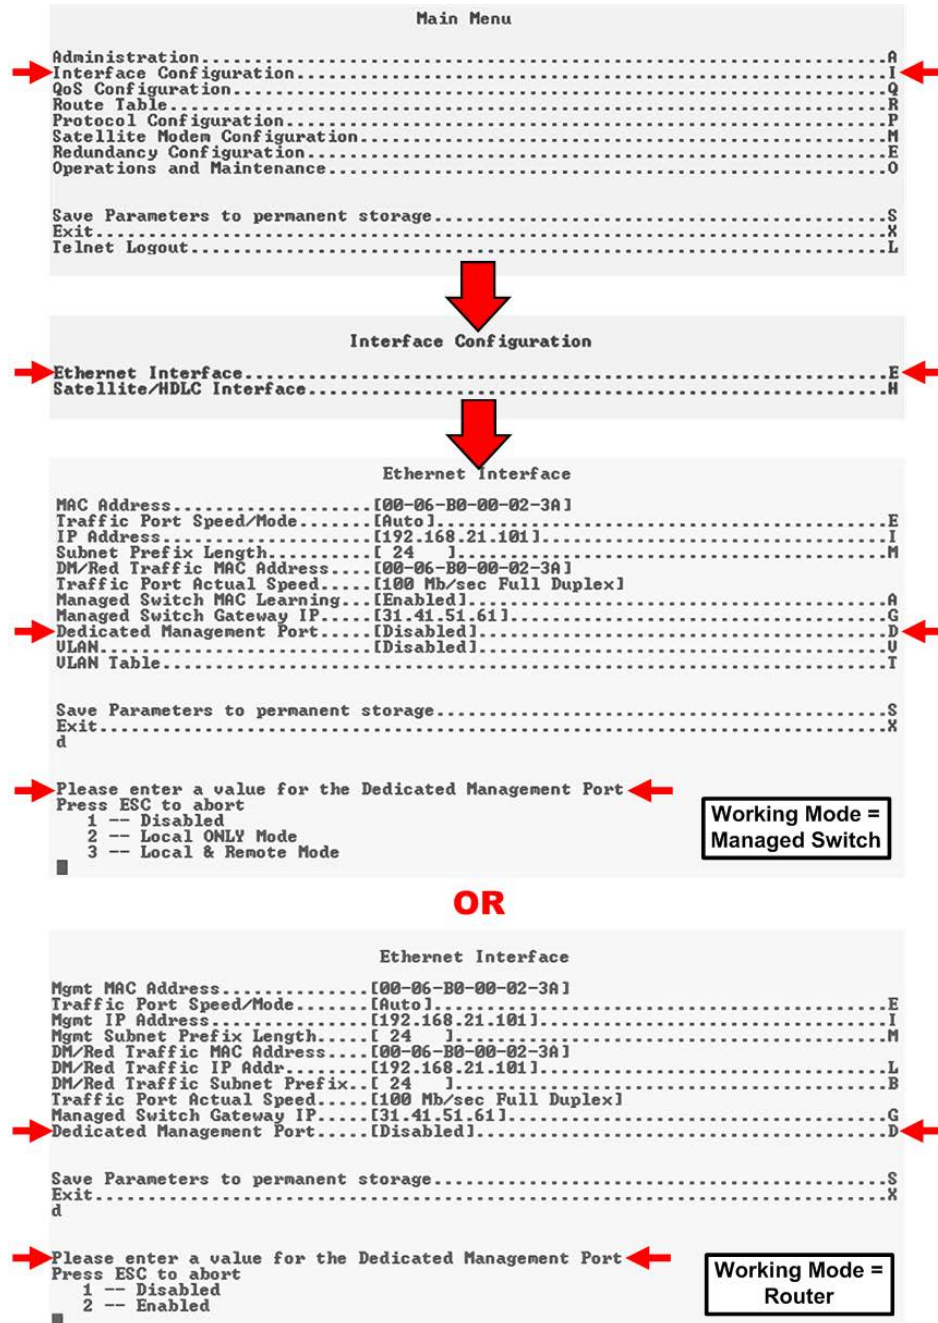 Main Menu
Administration..................................................................A
Interface Configuration.........................................................I
QoS Configuration...............................................................Q
Route Table.....................................................................R
Protocol Configuration..........................................................P
Satellite Modem Configuration...................................................M
Redundancy Configuration........................................................E
Operations and Maintenance......................................................O
Save Parameters to permanent storage............................................S
Exit............................................................................X
Telnet Logout...................................................................L
Interface Configuration
Ethernet Interface..............................................................E
Satellite/HDLC Interface........................................................H
Ethernet Interface
MAC Address...................[00-06-B0-00-02-3A]
Traffic Port Speed/Mode.......[Auto]............................................E
IP Address....................[192.168.21.101]..................................I
Subnet Prefix Length..........[ 24   ]..........................................M
DM/Red Traffic MAC Address....[00-06-B0-00-02-3A]
Traffic Port Actual Speed.....[100 Mb/sec Full Duplex]
Managed Switch MAC Learning...[Enabled].........................................A
Managed Switch Gateway IP.....[31.41.51.61].....................................G
Dedicated Management Port.....[Disabled]........................................D
VLAN..........................[Disabled]........................................V
VLAN Table......................................................................T
Save Parameters to permanent storage............................................S
Exit............................................................................X
d
Please enter a value for the Dedicated Management Port
Press ESC to abort
1 -- Disabled
2 -- Local ONLY Mode
3 -- Local & Remote Mode
Working Mode =
Managed Switch
OR
Ethernet Interface
Mgmt MAC Address..............[00-06-B0-00-02-3A]
Traffic Port Speed/Mode.......[Auto]............................................E
Mgmt IP Address...............[192.168.21.101]..................................I
Mgmt Subnet Prefix Length.....[ 24   ]..........................................M
DM/Red Traffic MAC Address....[00-06-B0-00-02-3A]
DM/Red Traffic IP Addr........[192.168.21.101]..................................L
DM/Red Traffic Subnet Prefix..[ 24   ]..........................................B
Traffic Port Actual Speed.....[100 Mb/sec Full Duplex]
Managed Switch Gateway IP.....[31.41.51.61].....................................G
Dedicated Management Port.....[Disabled]........................................D
Save Parameters to permanent storage............................................S
Exit............................................................................X
d
Please enter a value for the Dedicated Management Port
Press ESC to abort
1 -- Disabled
2 -- Enabled
Working Mode =
Router